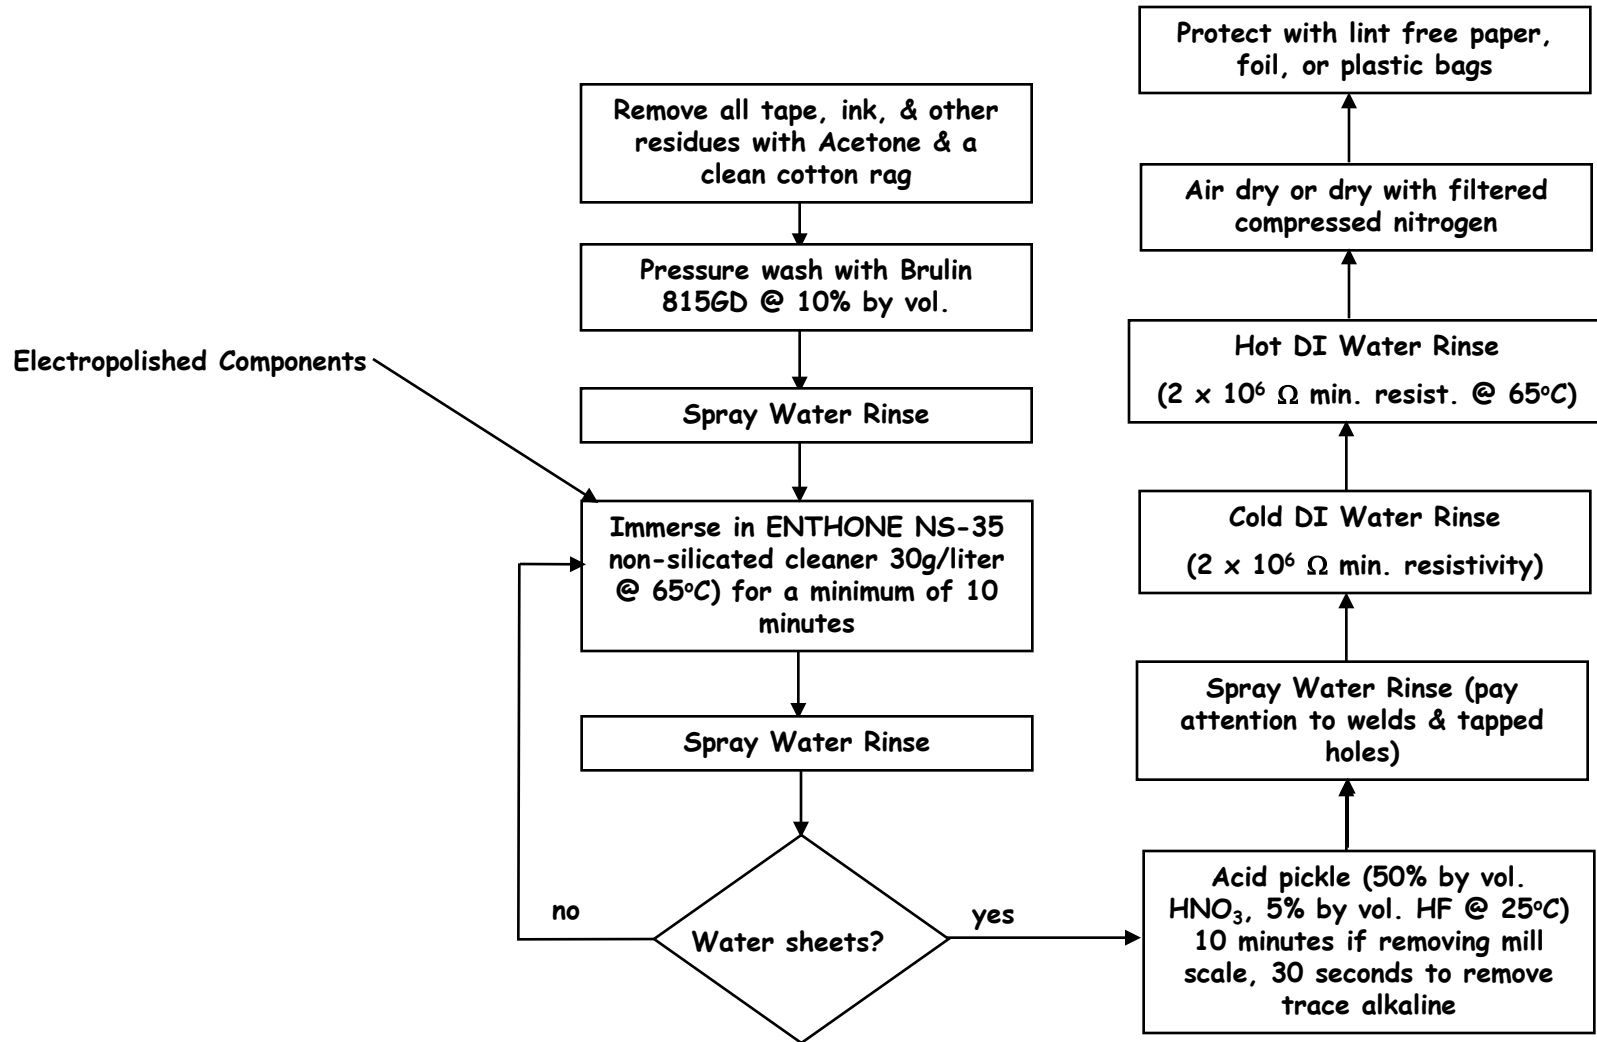 Remove all tape, ink, & other
residues with Acetone & a
clean cotton rag
Pressure wash with Brulin
815GD @ 10% by vol.
Electropolished Components
Spray Water Rinse
Immerse in ENTHONE NS-35
non-silicated cleaner 30g/liter
@ 65°C) for a minimum of 10
minutes
Spray Water Rinse
Water sheets?
no
yes
Acid pickle (50% by vol.
HNO₃, 5% by vol. HF @ 25°C)
10 minutes if removing mill
scale, 30 seconds to remove
trace alkaline
Spray Water Rinse (pay
attention to welds & tapped
holes)
Cold DI Water Rinse
(2 x 10⁶ Ω min. resistivity)
Hot DI Water Rinse
(2 x 10⁶ Ω min. resist. @ 65°C)
Air dry or dry with filtered
compressed nitrogen
Protect with lint free paper,
foil, or plastic bags